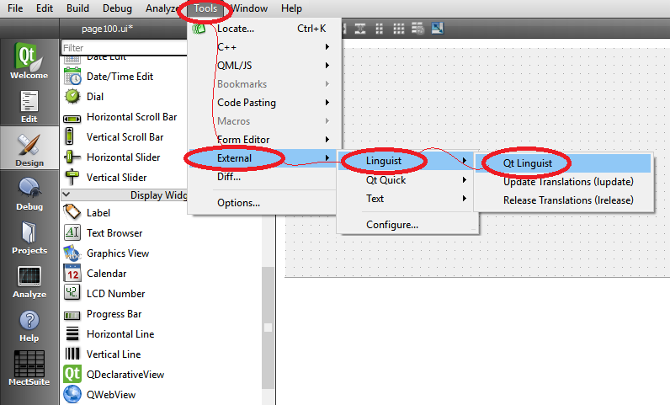 File Edit Build Debug Analyze Tools Window Help
page100.ui*
Filter
Date Edit
Date/Time Edit
Dial
Horizontal Scroll Bar
Vertical Scroll Bar
Horizontal Slider
Vertical Slider
Display Widg
Label
Text Browser
Graphics View
Calendar
12
LCD Number
42
Progress Bar
Horizontal Line
Vertical Line
Qt
QDeclarativeView
QWebView
Qt
Welcome
Edit
Design
Debug
Projects
Analyze
Help
MectSuite
Locate... Ctrl+K
C++
QML/JS
Bookmarks
Code Pasting
Macros
Form Editor
External
Diff...
Options...
Linguist
Qt Quick
Text
Configure...
Qt Linguist
Update Translations (lupdate)
Release Translations (lrelease)